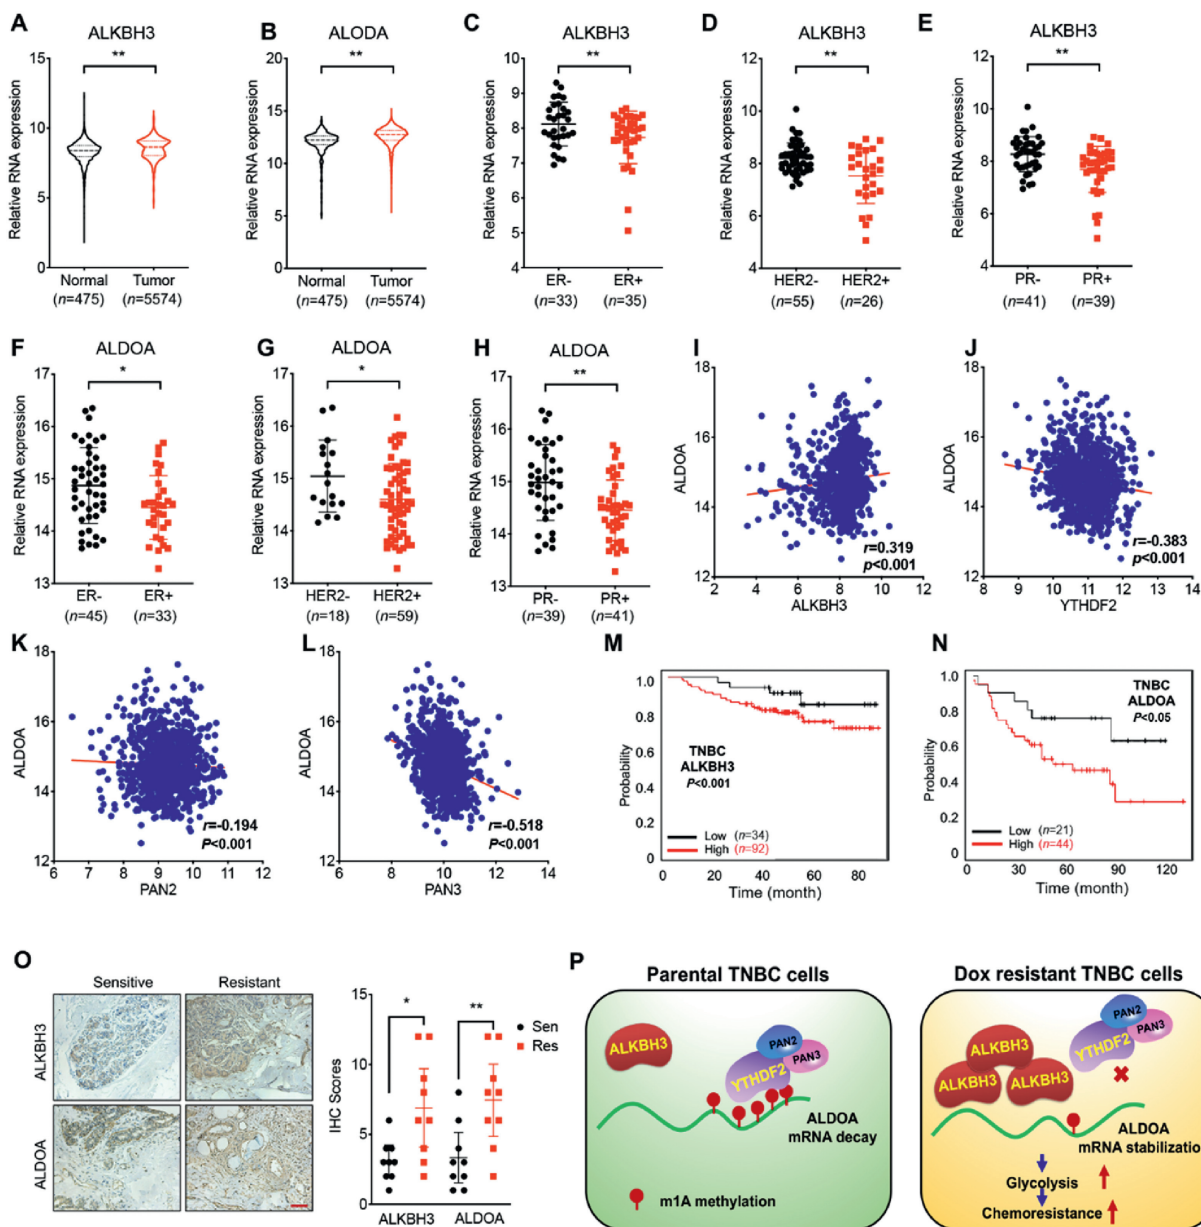 A
ALKBH3
**
Relative RNA expression
15
10
5
0
Normal
(n=475)
Tumor
(n=5574)
B
ALODA
**
Relative RNA expression
20
15
10
5
0
Normal
(n=475)
Tumor
(n=5574)
C
ALKBH3
**
Relative RNA expression
10
9
8
7
6
5
4
ER-
(n=33)
ER+
(n=35)
D
ALKBH3
**
Relative RNA expression
12
10
8
6
4
HER2-
(n=55)
HER2+
(n=26)
E
ALKBH3
**
Relative RNA expression
12
10
8
6
4
PR-
(n=41)
PR+
(n=39)
F
ALDOA
*
Relative RNA expression
17
16
15
14
13
ER-
(n=45)
ER+
(n=33)
G
ALDOA
*
Relative RNA expression
17
16
15
14
13
HER2-
(n=18)
HER2+
(n=59)
H
ALDOA
**
Relative RNA expression
17
16
15
14
13
PR-
(n=39)
PR+
(n=41)
I
ALDOA
18
16
14
12
r=0.319
p<0.001
2 4 6 8 10 12
ALKBH3
J
ALDOA
18
16
14
12
r=-0.383
p<0.001
8 9 10 11 12 13 14
YTHDF2
K
ALDOA
18
16
14
12
r=-0.194
P<0.001
6 7 8 9 10 11 12
PAN2
L
ALDOA
18
16
14
12
r=-0.518
P<0.001
6 8 10 12 14
PAN3
M
Probability
1.0
0.8
0.6
0.4
0.2
0
TNBC
ALKBH3
P<0.001
Low (n=34)
High (n=92)
0 20 40 60 80
Time (month)
N
Probability
1.0
0.8
0.6
0.4
0.2
0
TNBC
ALDOA
P<0.05
Low (n=21)
High (n=44)
0 30 60 90 120
Time (month)
O
Sensitive Resistant
ALKBH3
ALDOA
IHC Scores
15
10
5
0
*
**
Sen
Res
ALKBH3 ALDOA
P
Parental TNBC cells
ALKBH3
PAN2
PAN3
YTHDF2
ALDOA
mRNA decay
m1A methylation
Dox resistant TNBC cells
ALKBH3
ALKBH3
ALKBH3
PAN2
PAN3
YTHDF2
ALDOA
mRNA stabilizatio
Glycolysis
Chemoresistance